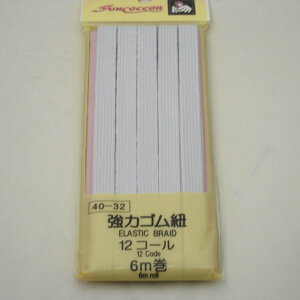 SUNCOCCOH
40-32
強力ゴム紐
ELASTIC BRAID
12コール
12 Code
6m巻
6m roll